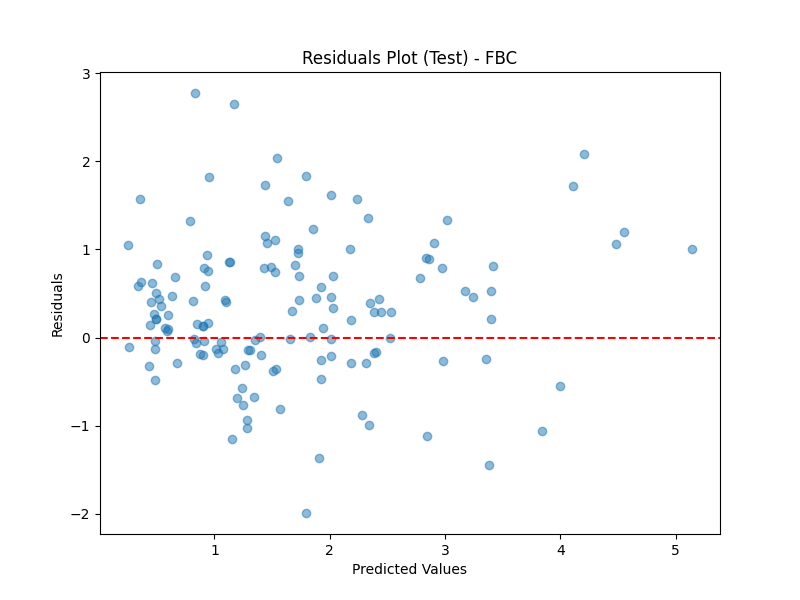 Residuals Plot (Test) - FBC
3
2
1
0
−1
−2
Residuals
1 2 3 4 5
Predicted Values